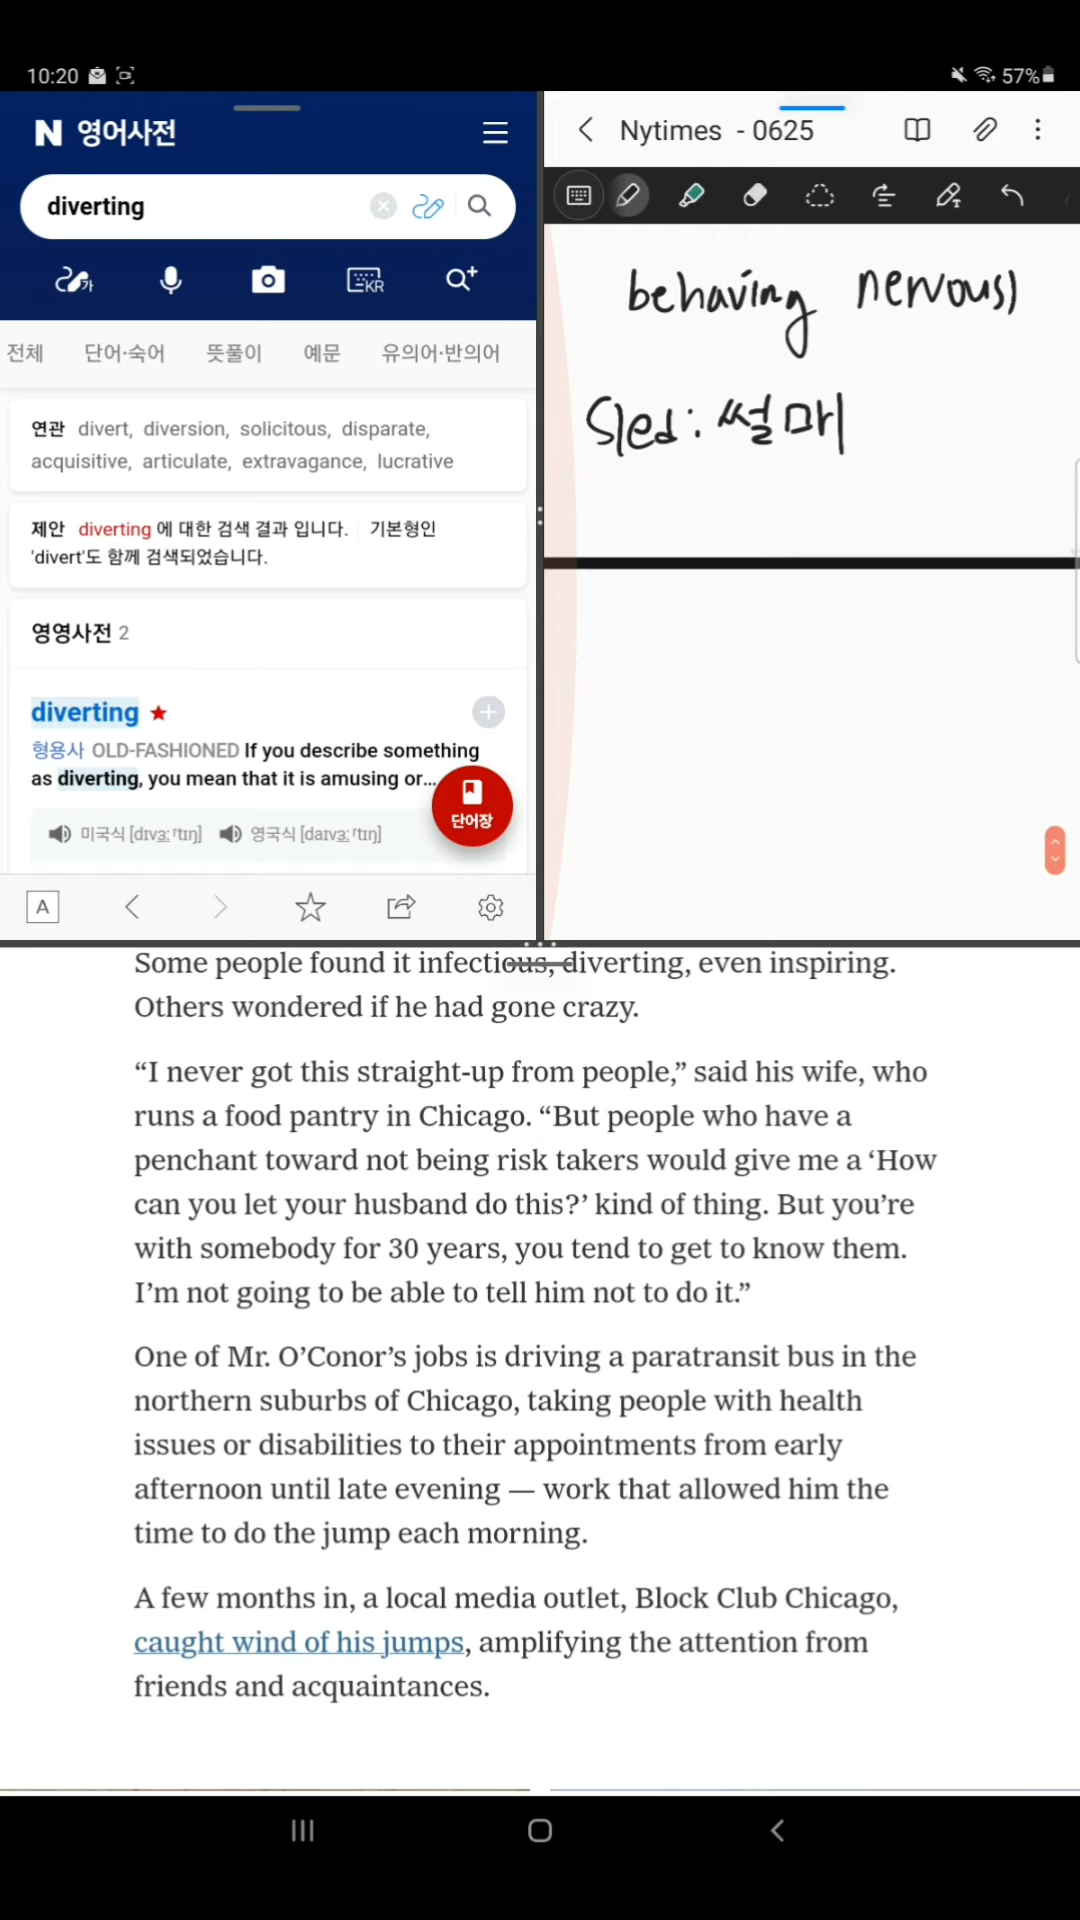 10:20
57%
N 영어사전
diverting
가
KR
전체 단어·숙어 뜻풀이 예문 유의어·반의어
연관 divert, diversion, solicitous, disparate,
acquisitive, articulate, extravagance, lucrative
제안 diverting 에 대한 검색 결과 입니다. 기본형인
'divert'도 함께 검색되었습니다.
영영사전 2
diverting
형용사 OLD-FASHIONED If you describe something
as diverting, you mean that it is amusing or...
단어장
미국식 [dɪvɜːʳtɪŋ] 영국식 [daɪvɜːʳtɪŋ]
A
Nytimes - 0625
behaving nervousl
Sled : 썰매
Some people found it infectious, diverting, even inspiring.
Others wondered if he had gone crazy.
“I never got this straight-up from people,” said his wife, who
runs a food pantry in Chicago. “But people who have a
penchant toward not being risk takers would give me a ‘How
can you let your husband do this?’ kind of thing. But you’re
with somebody for 30 years, you tend to get to know them.
I’m not going to be able to tell him not to do it.”
One of Mr. O’Conor’s jobs is driving a paratransit bus in the
northern suburbs of Chicago, taking people with health
issues or disabilities to their appointments from early
afternoon until late evening — work that allowed him the
time to do the jump each morning.
A few months in, a local media outlet, Block Club Chicago,
caught wind of his jumps, amplifying the attention from
friends and acquaintances.